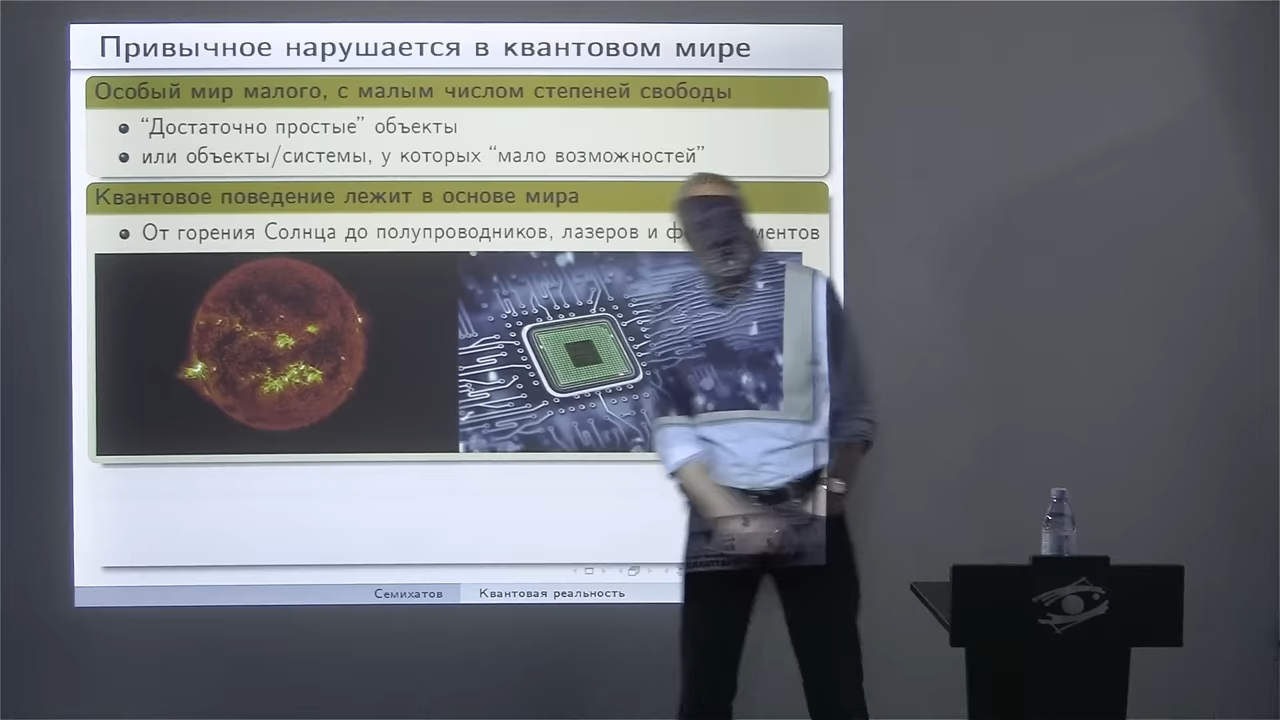 Привычное нарушается в квантовом мире
Особый мир малого, с малым числом степеней свободы
“Достаточно простые” объекты
или объекты/системы, у которых “мало возможностей”
Квантовое поведение лежит в основе мира
От горения Солнца до полупроводников, лазеров и
Семихатов
Квантовая реальность